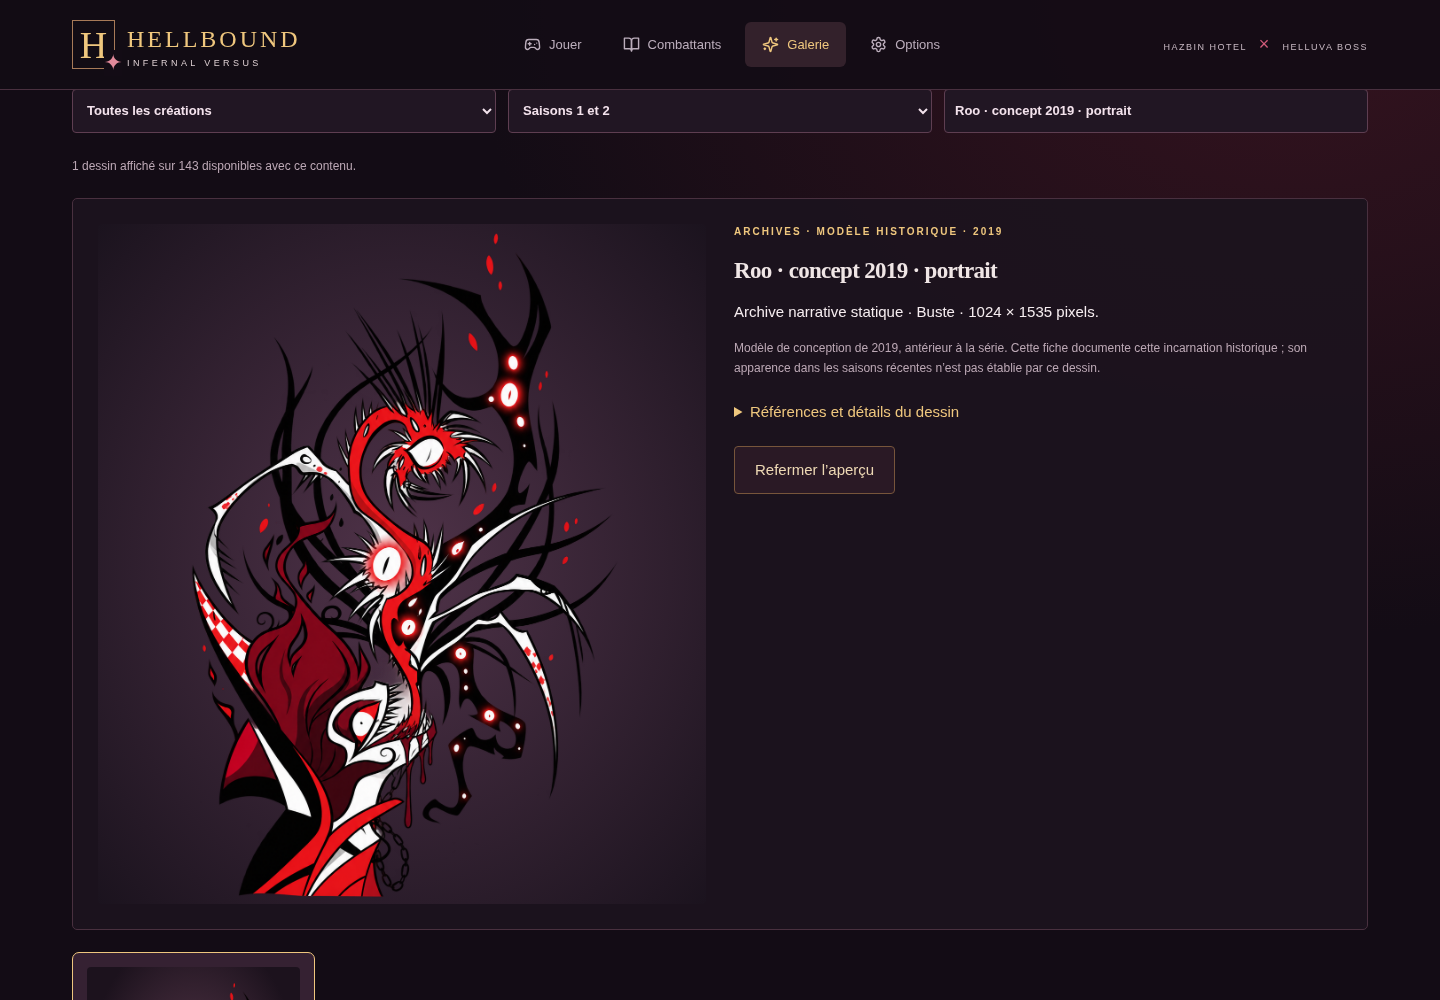 H
HELLBOUND
INFERNAL VERSUS
Jouer
Combattants
Galerie
Options
HAZBIN HOTEL × HELLUVA BOSS
Toutes les créations
Saisons 1 et 2
Roo · concept 2019 · portrait
1 dessin affiché sur 143 disponibles avec ce contenu.
ARCHIVES · MODÈLE HISTORIQUE · 2019
Roo · concept 2019 · portrait
Archive narrative statique · Buste · 1024 × 1535 pixels.
Modèle de conception de 2019, antérieur à la série. Cette fiche documente cette incarnation historique ; son
apparence dans les saisons récentes n’est pas établie par ce dessin.
Références et détails du dessin
Refermer l’aperçu